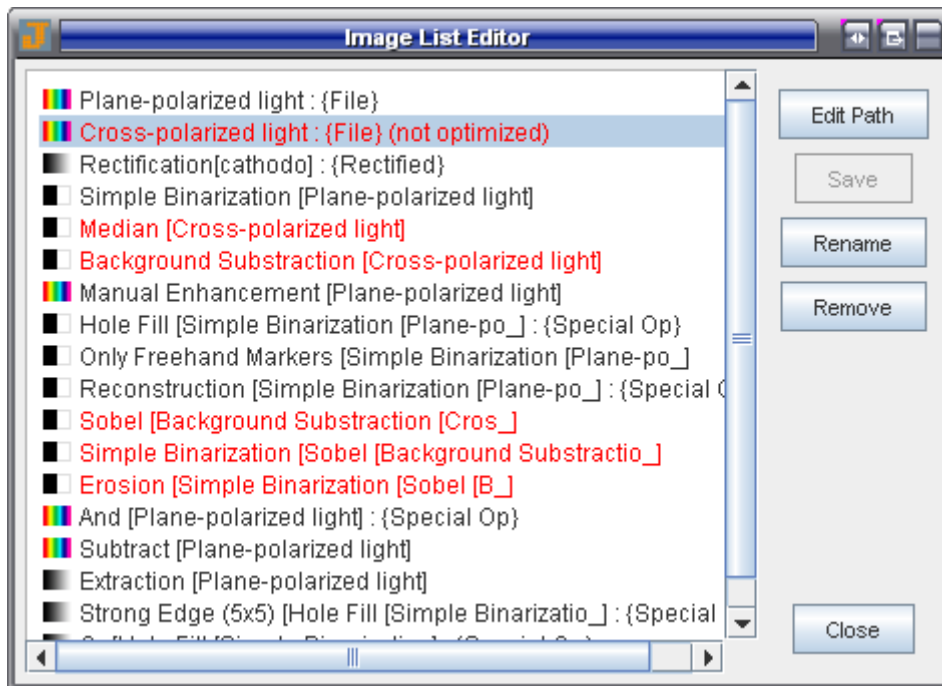 Image List Editor
Plane-polarized light : {File}
Cross-polarized light : {File} (not optimized)
Rectification[cathodo] : {Rectified}
Simple Binarization [Plane-polarized light]
Median [Cross-polarized light]
Background Substraction [Cross-polarized light]
Manual Enhancement [Plane-polarized light]
Hole Fill [Simple Binarization [Plane-po_] : {Special Op}
Only Freehand Markers [Simple Binarization [Plane-po_]
Reconstruction [Simple Binarization [Plane-po_] : {Special
Sobel [Background Substraction [Cros_]
Simple Binarization [Sobel [Background Substractio_]
Erosion [Simple Binarization [Sobel [B_]
And [Plane-polarized light] : {Special Op}
Subtract [Plane-polarized light]
Extraction [Plane-polarized light]
Strong Edge (5x5) [Hole Fill [Simple Binarizatio_] : {Special
Edit Path
Save
Rename
Remove
Close